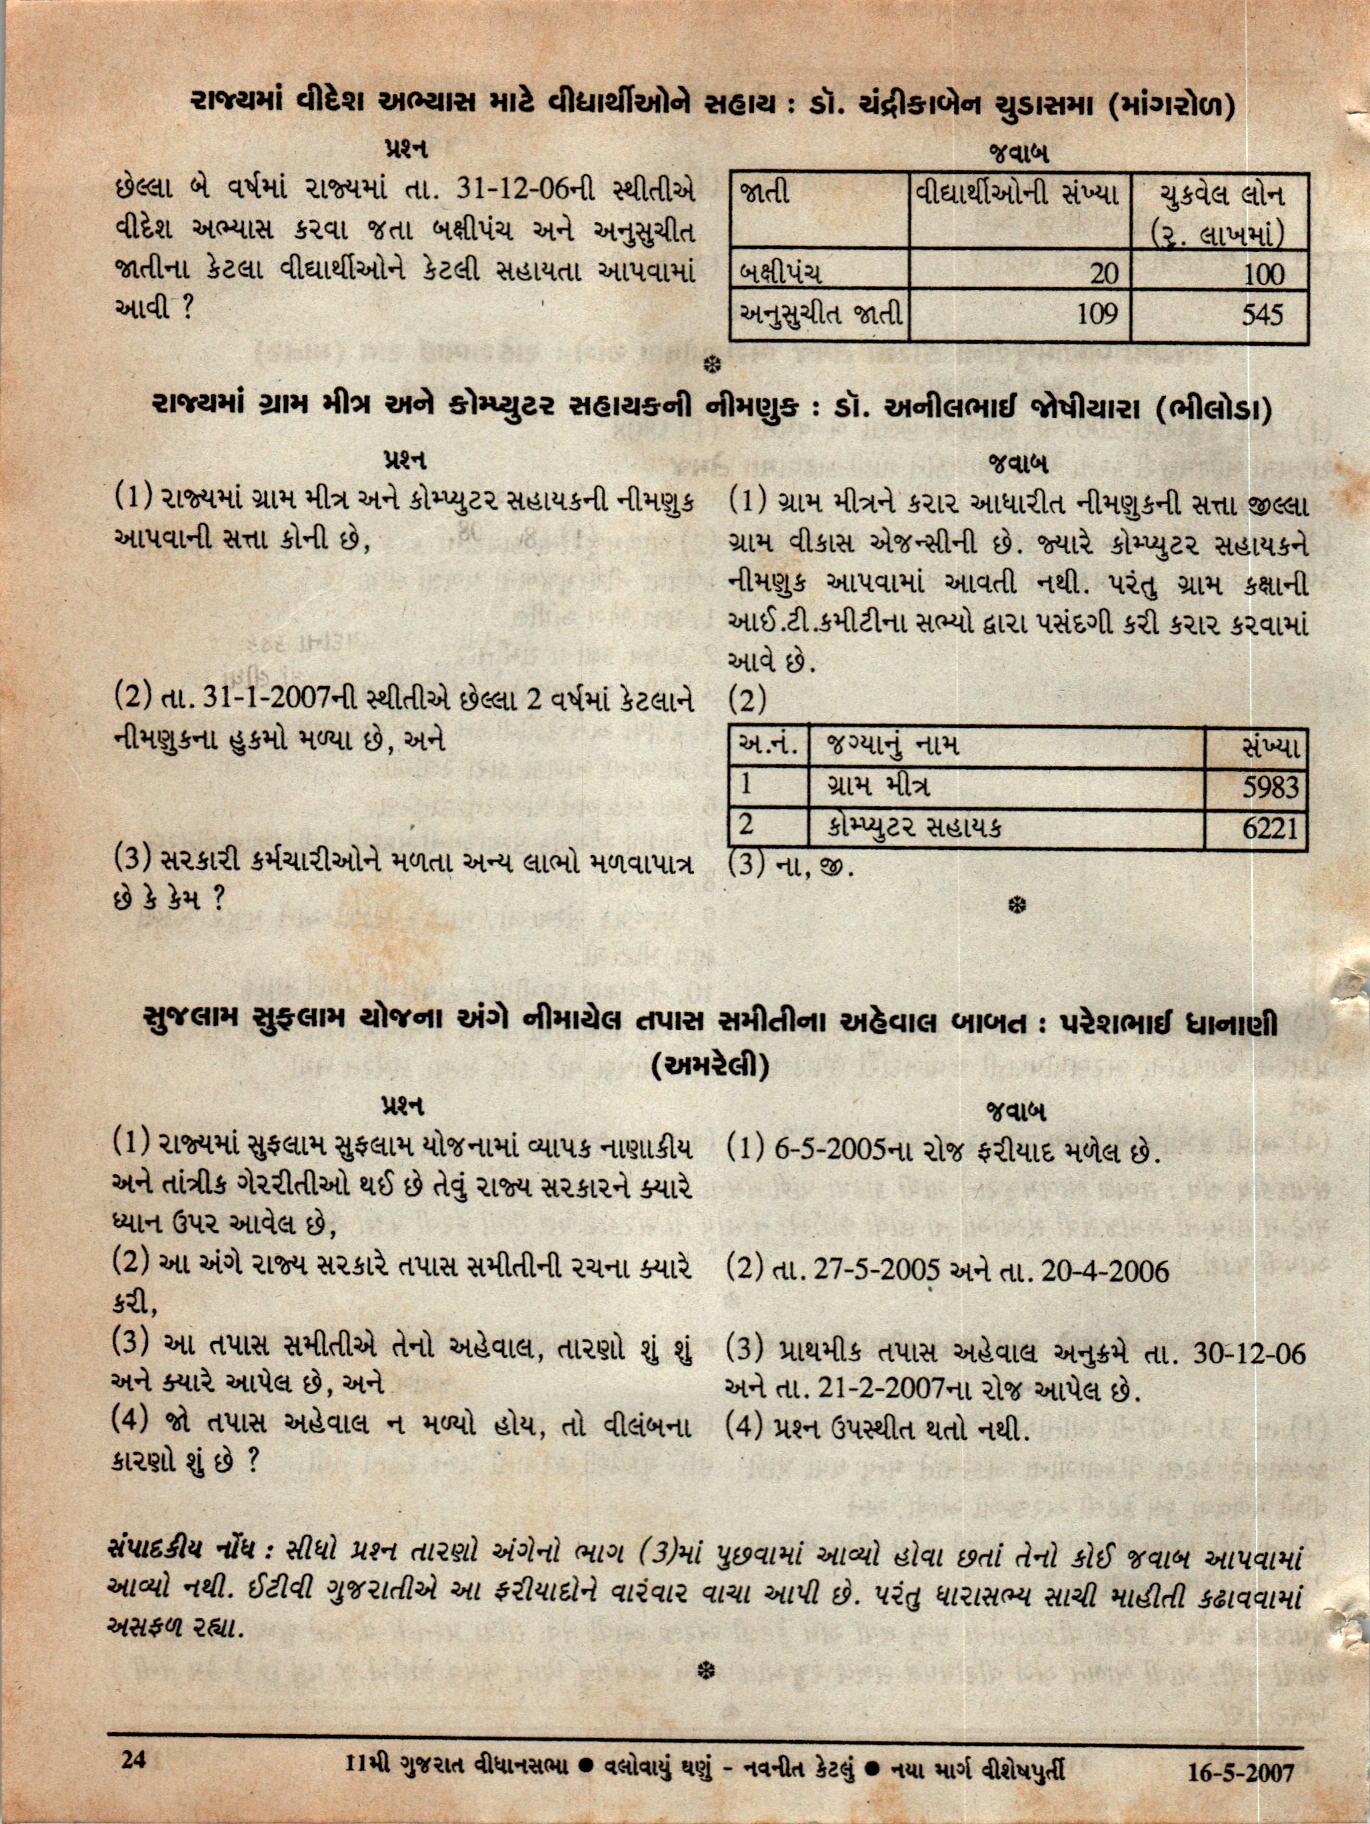 રાજ્યમાં વીદેશ અભ્યાસ માટે વીદ્યાર્થીઓને સહાય : ડૉ. ચંદ્રીકાબેન ચુડાસમા (માંગરોળ)
પ્રશ્ન
છેલ્લા બે વર્ષમાં રાજ્યમાં તા. 31-12-06ની સ્થીતીએ
વીદેશ અભ્યાસ કરવા જતા બક્ષીપંચ અને અનુસુચીત
જાતીના કેટલા વીદ્યાર્થીઓને કેટલી સહાયતા આપવામાં
આવી ?
જવાબ
જાતી વીદ્યાર્થીઓની સંખ્યા ચુકવેલ લોન
(રૂ. લાખમાં)
બક્ષીપંચ 20 100
અનુસુચીત જાતી 109 545
રાજ્યમાં ગ્રામ મીત્ર અને કોમ્પ્યુટર સહાયકની નીમણુક : ડૉ. અનીલભાઈ જોષીયારા (ભીલોડા)
પ્રશ્ન
(1) રાજ્યમાં ગ્રામ મીત્ર અને કોમ્પ્યુટર સહાયકની નીમણુક
આપવાની સત્તા કોની છે,
જવાબ
(1) ગ્રામ મીત્રને કરાર આધારીત નીમણુકની સત્તા જીલ્લા
ગ્રામ વીકાસ એજન્સીની છે. જ્યારે કોમ્પ્યુટર સહાયકને
નીમણુક આપવામાં આવતી નથી. પરંતુ ગ્રામ કક્ષાની
આઈ.ટી.કમીટીના સભ્યો દ્વારા પસંદગી કરી કરાર કરવામાં
આવે છે.
(2) તા. 31-1-2007ની સ્થીતીએ છેલ્લા 2 વર્ષમાં કેટલાને
નીમણુકના હુકમો મળ્યા છે, અને
(2)
અ.નં. જગ્યાનું નામ સંખ્યા
1 ગ્રામ મીત્ર 5983
2 કોમ્પ્યુટર સહાયક 6221
(3) સરકારી કર્મચારીઓને મળતા અન્ય લાભો મળવાપાત્ર
છે કે કેમ ?
(3) ના, જી.
સુજલામ સુફલામ યોજના અંગે નીમાયેલ તપાસ સમીતીના અહેવાલ બાબત : પરેશભાઈ ધાનાણી
(અમરેલી)
પ્રશ્ન
(1) રાજ્યમાં સુફલામ સુફલામ યોજનામાં વ્યાપક નાણાકીય
અને તાંત્રીક ગેરરીતીઓ થઈ છે તેવું રાજ્ય સરકારને ક્યારે
ધ્યાન ઉપર આવેલ છે,
જવાબ
(1) 6-5-2005ના રોજ ફરીયાદ મળેલ છે.
(2) આ અંગે રાજ્ય સરકારે તપાસ સમીતીની રચના ક્યારે
કરી,
(2) તા. 27-5-2005 અને તા. 20-4-2006
(3) આ તપાસ સમીતીએ તેનો અહેવાલ, તારણો શું શું
અને ક્યારે આપેલ છે, અને
(3) પ્રાથમીક તપાસ અહેવાલ અનુક્રમે તા. 30-12-06
અને તા. 21-2-2007ના રોજ આપેલ છે.
(4) જો તપાસ અહેવાલ ન મળ્યો હોય, તો વીલંબના
કારણો શું છે ?
(4) પ્રશ્ન ઉપસ્થીત થતો નથી.
સંપાદકીય નોંધ : સીધો પ્રશ્ન તારણો અંગેનો ભાગ (3)માં પુછવામાં આવ્યો હોવા છતાં તેનો કોઈ જવાબ આપવામાં
આવ્યો નથી. ઈટીવી ગુજરાતીએ આ ફરીયાદોને વારંવાર વાચા આપી છે. પરંતુ ધારાસભ્ય સાચી માહીતી કઢાવવામાં
અસફળ રહ્યા.
24 11મી ગુજરાત વીધાનસભા ● વલોવાયું ઘણું - નવનીત કેટલું ● નયા માર્ગ વીશેષપુર્તી 16-5-2007